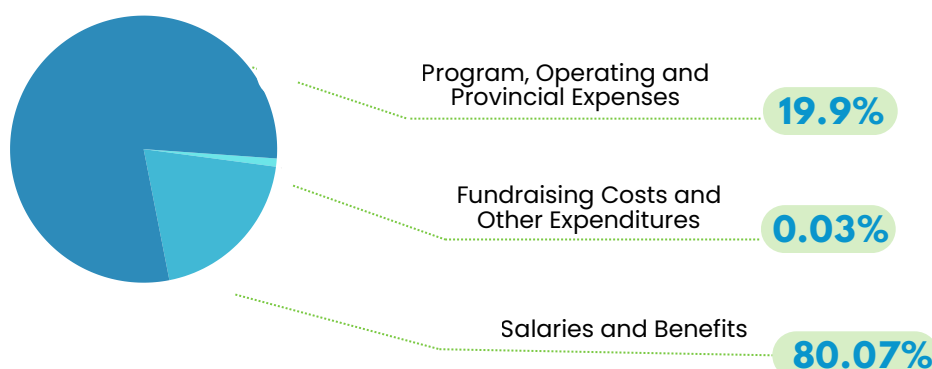 Program, Operating and
Provincial Expenses
19.9%
Fundraising Costs and
Other Expenditures
0.03%
Salaries and Benefits
80.07%